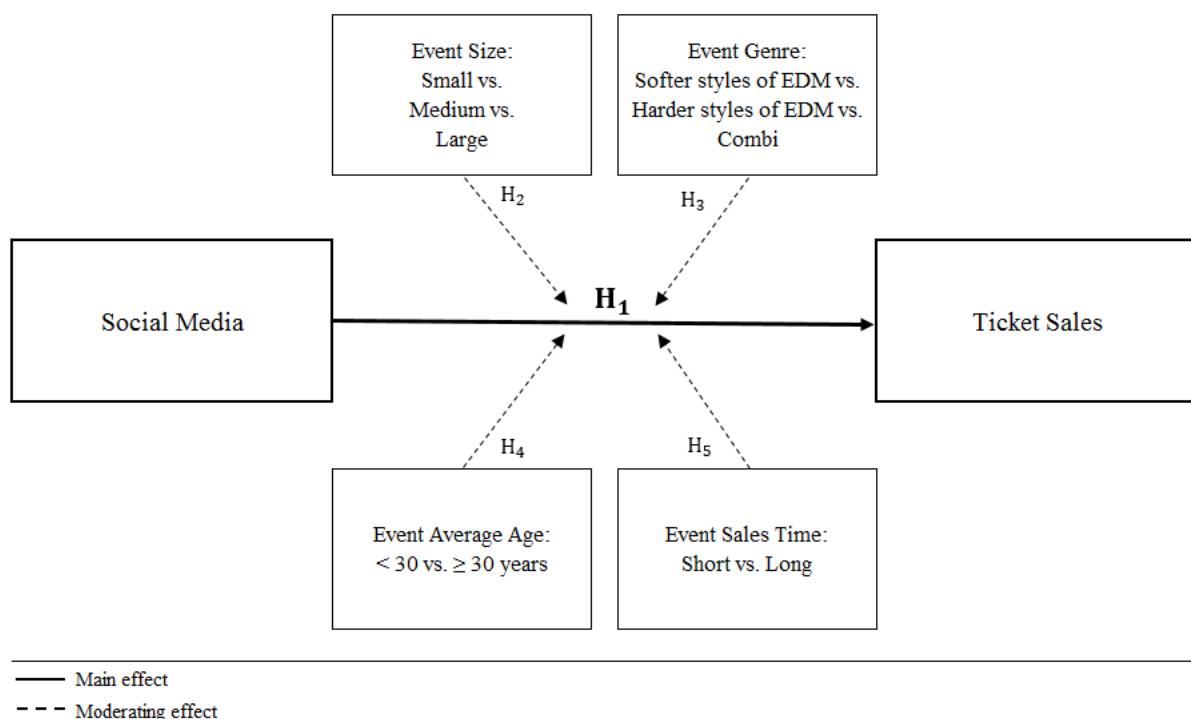 Event Size:
Small vs.
Medium vs.
Large
Event Genre:
Softer styles of EDM vs.
Harder styles of EDM vs.
Combi
H₂
H₃
Social Media
H₁
Ticket Sales
H₄
H₅
Event Average Age:
< 30 vs. ≥ 30 years
Event Sales Time:
Short vs. Long
Main effect
Moderating effect